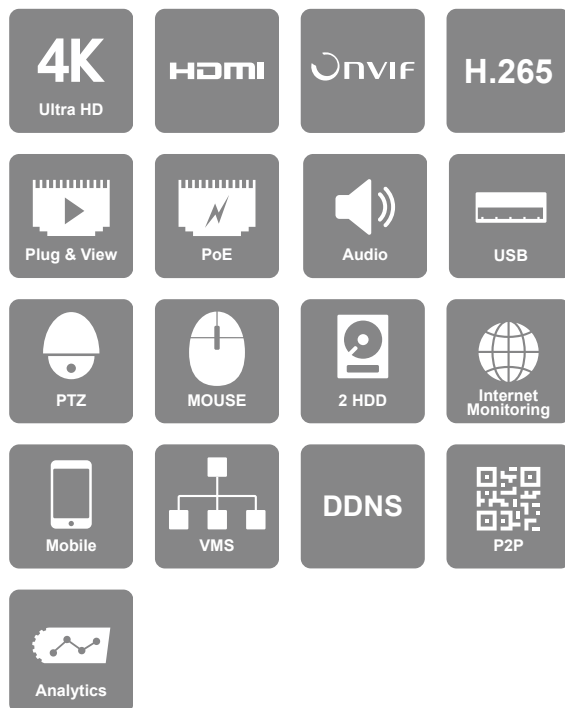 4K
Ultra HD
HDMI
ONVIF
H.265
Plug & View
PoE
Audio
USB
PTZ
MOUSE
2 HDD
Internet
Monitoring
Mobile
VMS
DDNS
P2P
Analytics